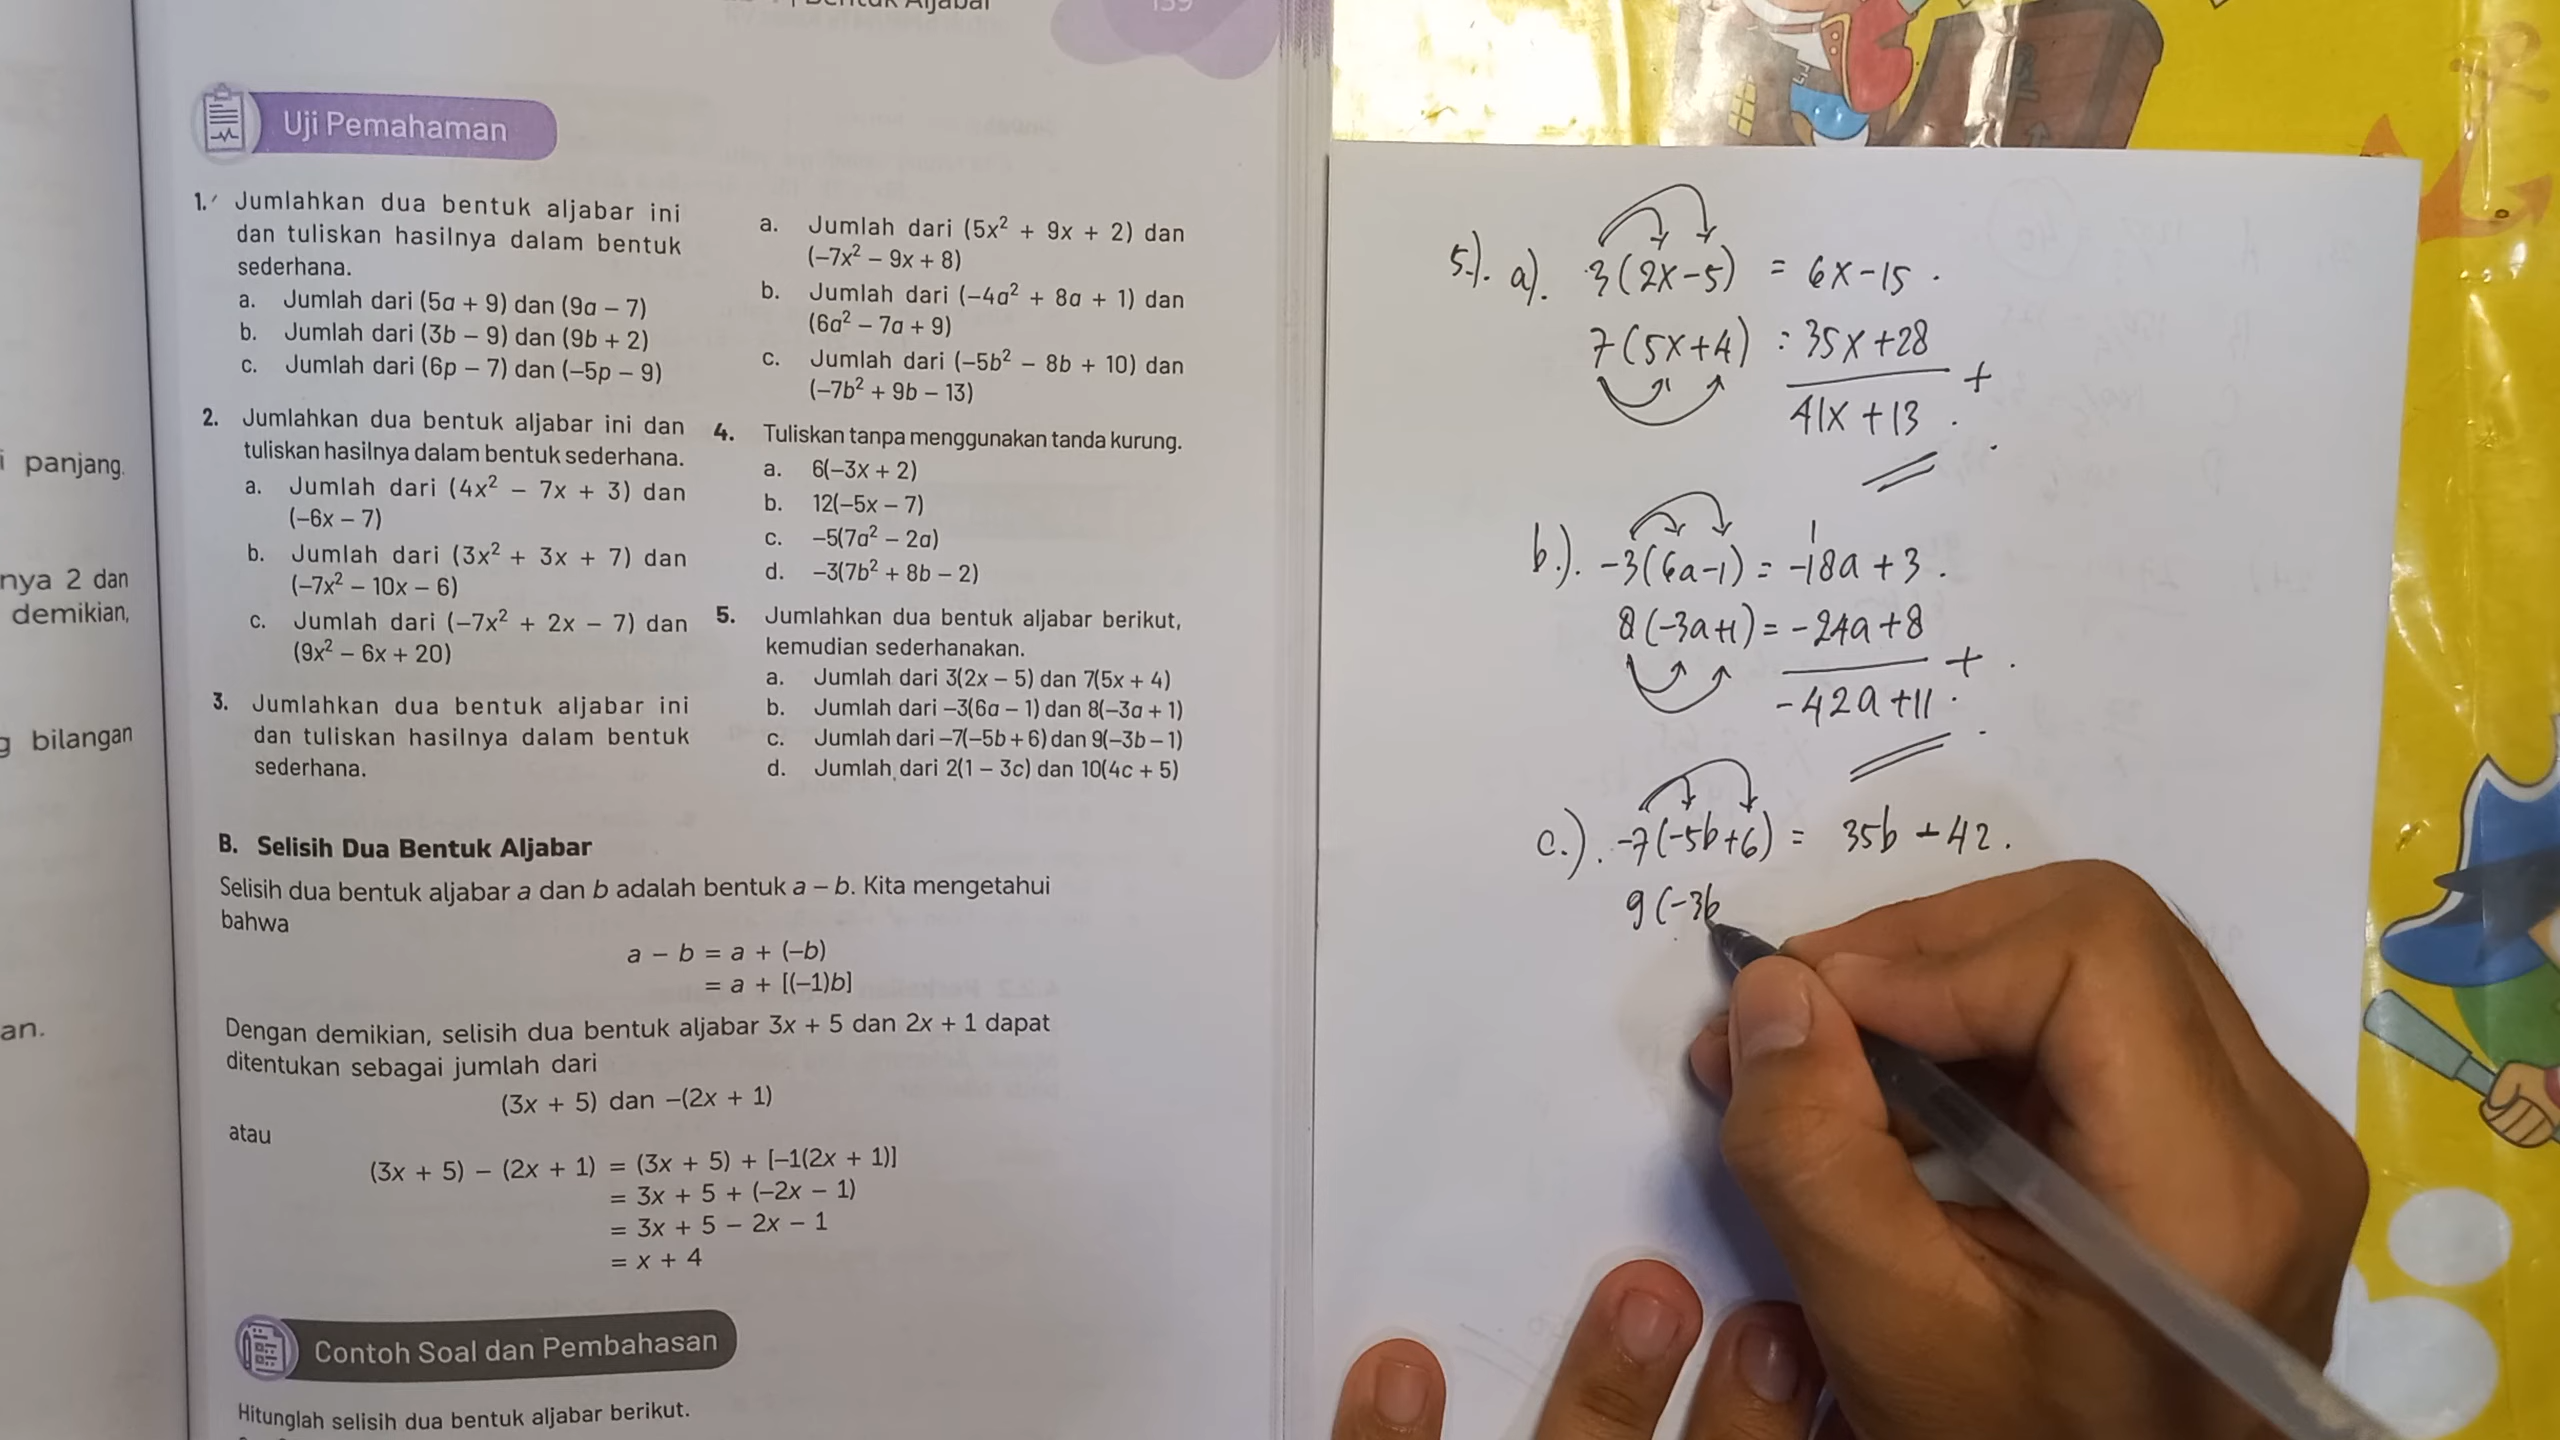 Bentuk Aljabar
159
Uji Pemahaman
1. Jumlahkan dua bentuk aljabar ini
dan tuliskan hasilnya dalam bentuk
sederhana.
a. Jumlah dari (5a + 9) dan (9a – 7)
b. Jumlah dari (3b – 9) dan (9b + 2)
c. Jumlah dari (6p – 7) dan (–5p – 9)
2. Jumlahkan dua bentuk aljabar ini dan
tuliskan hasilnya dalam bentuk sederhana.
a. Jumlah dari (4x² – 7x + 3) dan
(–6x – 7)
b. Jumlah dari (3x² + 3x + 7) dan
(–7x² – 10x – 6)
c. Jumlah dari (–7x² + 2x – 7) dan
(9x² – 6x + 20)
3. Jumlahkan dua bentuk aljabar ini
dan tuliskan hasilnya dalam bentuk
sederhana.
a. Jumlah dari (5x² + 9x + 2) dan
(–7x² – 9x + 8)
b. Jumlah dari (–4a² + 8a + 1) dan
(6a² – 7a + 9)
c. Jumlah dari (–5b² – 8b + 10) dan
(–7b² + 9b – 13)
4. Tuliskan tanpa menggunakan tanda kurung.
a. 6(–3x + 2)
b. 12(–5x – 7)
c. –5(7a² – 2a)
d. –3(7b² + 8b – 2)
5. Jumlahkan dua bentuk aljabar berikut,
kemudian sederhanakan.
a. Jumlah dari 3(2x – 5) dan 7(5x + 4)
b. Jumlah dari –3(6a – 1) dan 8(–3a + 1)
c. Jumlah dari –7(–5b + 6) dan 9(–3b – 1)
d. Jumlah dari 2(1 – 3c) dan 10(4c + 5)
B. Selisih Dua Bentuk Aljabar
Selisih dua bentuk aljabar a dan b adalah bentuk a – b. Kita mengetahui
bahwa
a – b = a + (–b)
= a + [(–1)b]
Dengan demikian, selisih dua bentuk aljabar 3x + 5 dan 2x + 1 dapat
ditentukan sebagai jumlah dari
(3x + 5) dan –(2x + 1)
atau
(3x + 5) – (2x + 1) = (3x + 5) + [–1(2x + 1)]
= 3x + 5 + (–2x – 1)
= 3x + 5 – 2x – 1
= x + 4
Contoh Soal dan Pembahasan
Hitunglah selisih dua bentuk aljabar berikut.
panjang.
nya 2 dan
demikian,
bilangan
an.
5.). a). 3(2x-5) = 6x-15.
7(5x+4) = 35x+28
+
41x+13.
b.). -3(6a-1) = -18a+3.
8(-3a+1) = -24a+8
+
-42a+11.
c.). -7(-5b+6) = 35b-42.
9(-3b